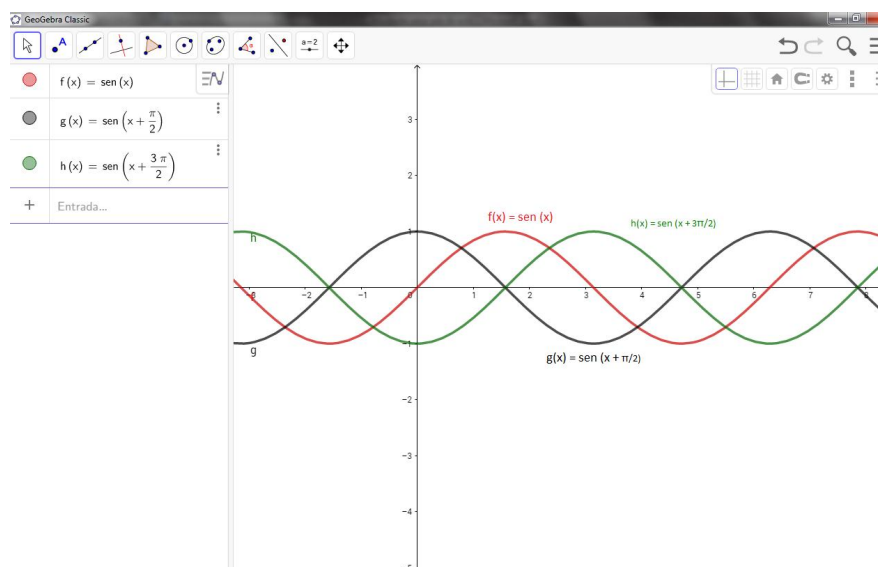 GeoGebra Classic
A
a=2
f(x) = sen(x)
g(x) = sen(x + π/2)
h(x) = sen(x + 3π/2)
+ Entrada...
3
2
f(x) = sen (x)
h(x) = sen (x + 3π/2)
h
1
−2
−1
0
1
2
3
4
5
6
7
8
−1
g
g(x) = sen (x + π/2)
−2
−3
−4